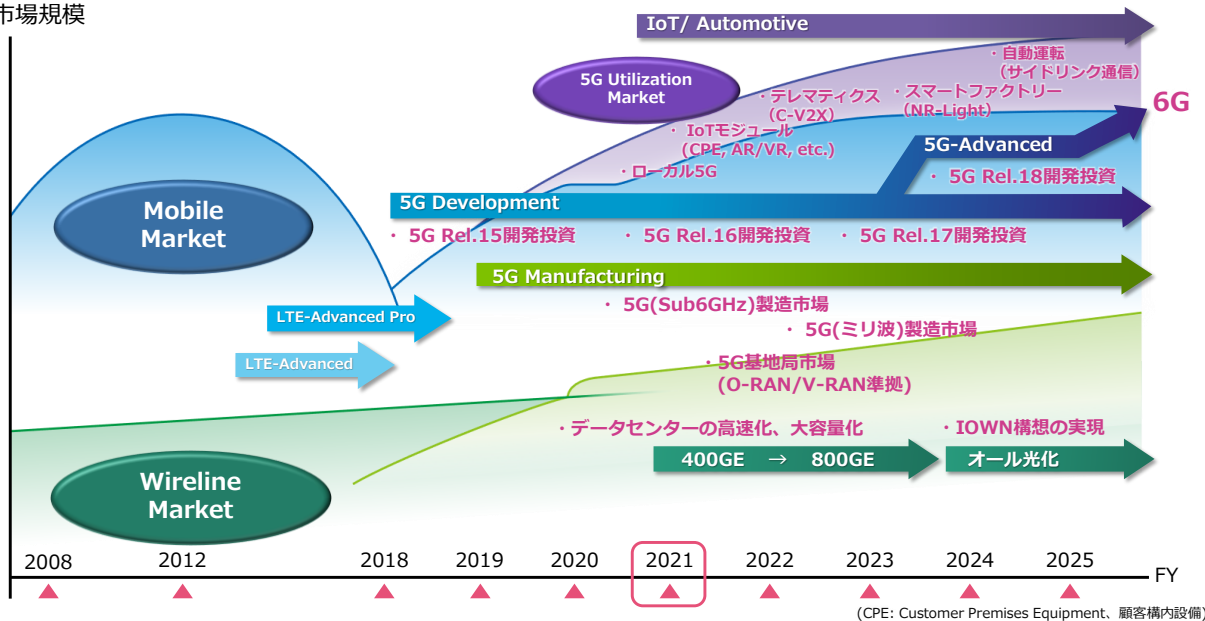 市場規模
IoT/ Automotive
・自動運転
（サイドリンク通信）
5G Utilization
Market
・テレマティクス
（C-V2X）
・スマートファクトリー
（NR-Light）
6G
・ IoTモジュール
(CPE, AR/VR, etc.)
5G-Advanced
・ローカル5G
・ 5G Rel.18開発投資
Mobile
Market
5G Development
・ 5G Rel.15開発投資
・ 5G Rel.16開発投資
・ 5G Rel.17開発投資
5G Manufacturing
・ 5G(Sub6GHz)製造市場
LTE-Advanced Pro
・ 5G(ミリ波)製造市場
LTE-Advanced
・5G基地局市場
(O-RAN/V-RAN準拠)
・データセンターの高速化、大容量化
・IOWN構想の実現
400GE → 800GE
オール光化
Wireline
Market
2008 2012 2018 2019 2020 2021 2022 2023 2024 2025
FY
(CPE: Customer Premises Equipment、顧客構内設備)